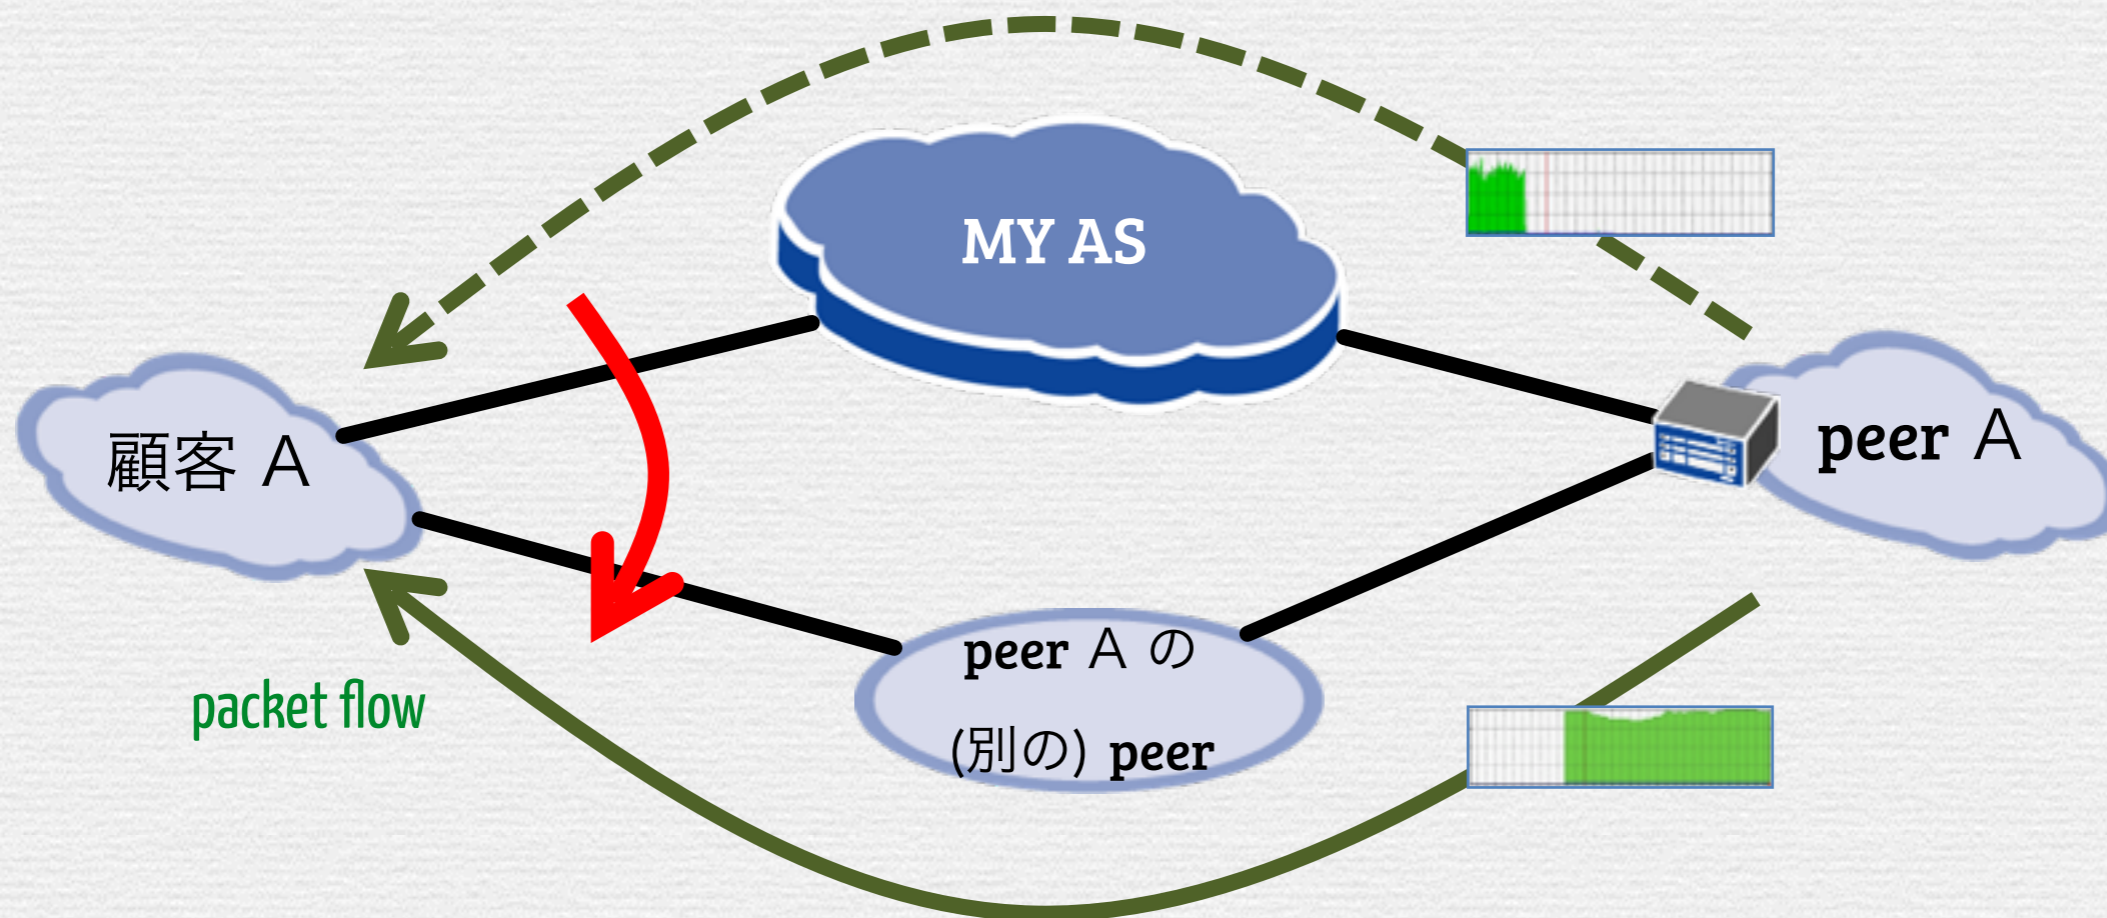 MY AS
顧客 A
peer A
peer A の
(別の) peer
packet flow